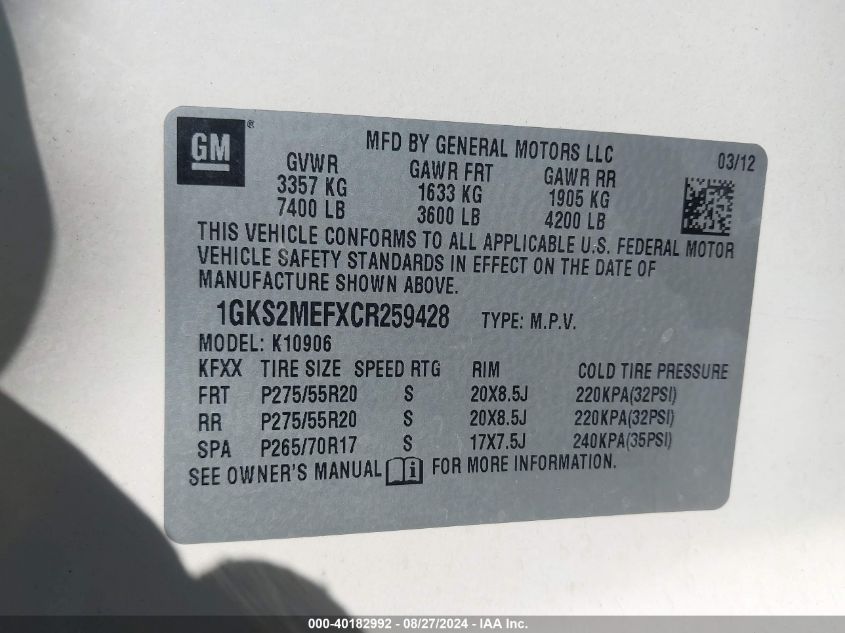 GM ®
MFD BY GENERAL MOTORS LLC 03/12
GVWR GAWR FRT GAWR RR
3357 KG 1633 KG 1905 KG
7400 LB 3600 LB 4200 LB
THIS VEHICLE CONFORMS TO ALL APPLICABLE U.S. FEDERAL MOTOR
VEHICLE SAFETY STANDARDS IN EFFECT ON THE DATE OF
MANUFACTURE SHOWN ABOVE.
1GKS2MEFXCR259428 TYPE: M.P.V.
MODEL: K10906
KFXX TIRE SIZE SPEED RTG RIM COLD TIRE PRESSURE
FRT P275/55R20 S 20X8.5J 220KPA(32PSI)
RR P275/55R20 S 20X8.5J 220KPA(32PSI)
SPA P265/70R17 S 17X7.5J 240KPA(35PSI)
SEE OWNER'S MANUAL FOR MORE INFORMATION.
000-40182992 - 08/27/2024 - IAA Inc.